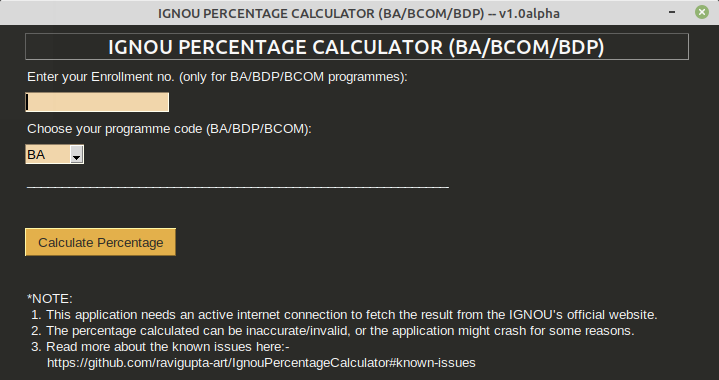 IGNOU PERCENTAGE CALCULATOR (BA/BCOM/BDP) -- v1.0alpha
IGNOU PERCENTAGE CALCULATOR (BA/BCOM/BDP)
Enter your Enrollment no. (only for BA/BDP/BCOM programmes):
Choose your programme code (BA/BDP/BCOM):
BA
Calculate Percentage
*NOTE:
1. This application needs an active internet connection to fetch the result from the IGNOU's official website.
2. The percentage calculated can be inaccurate/invalid, or the application might crash for some reasons.
3. Read more about the known issues here:-
https://github.com/ravigupta-art/IgnouPercentageCalculator#known-issues